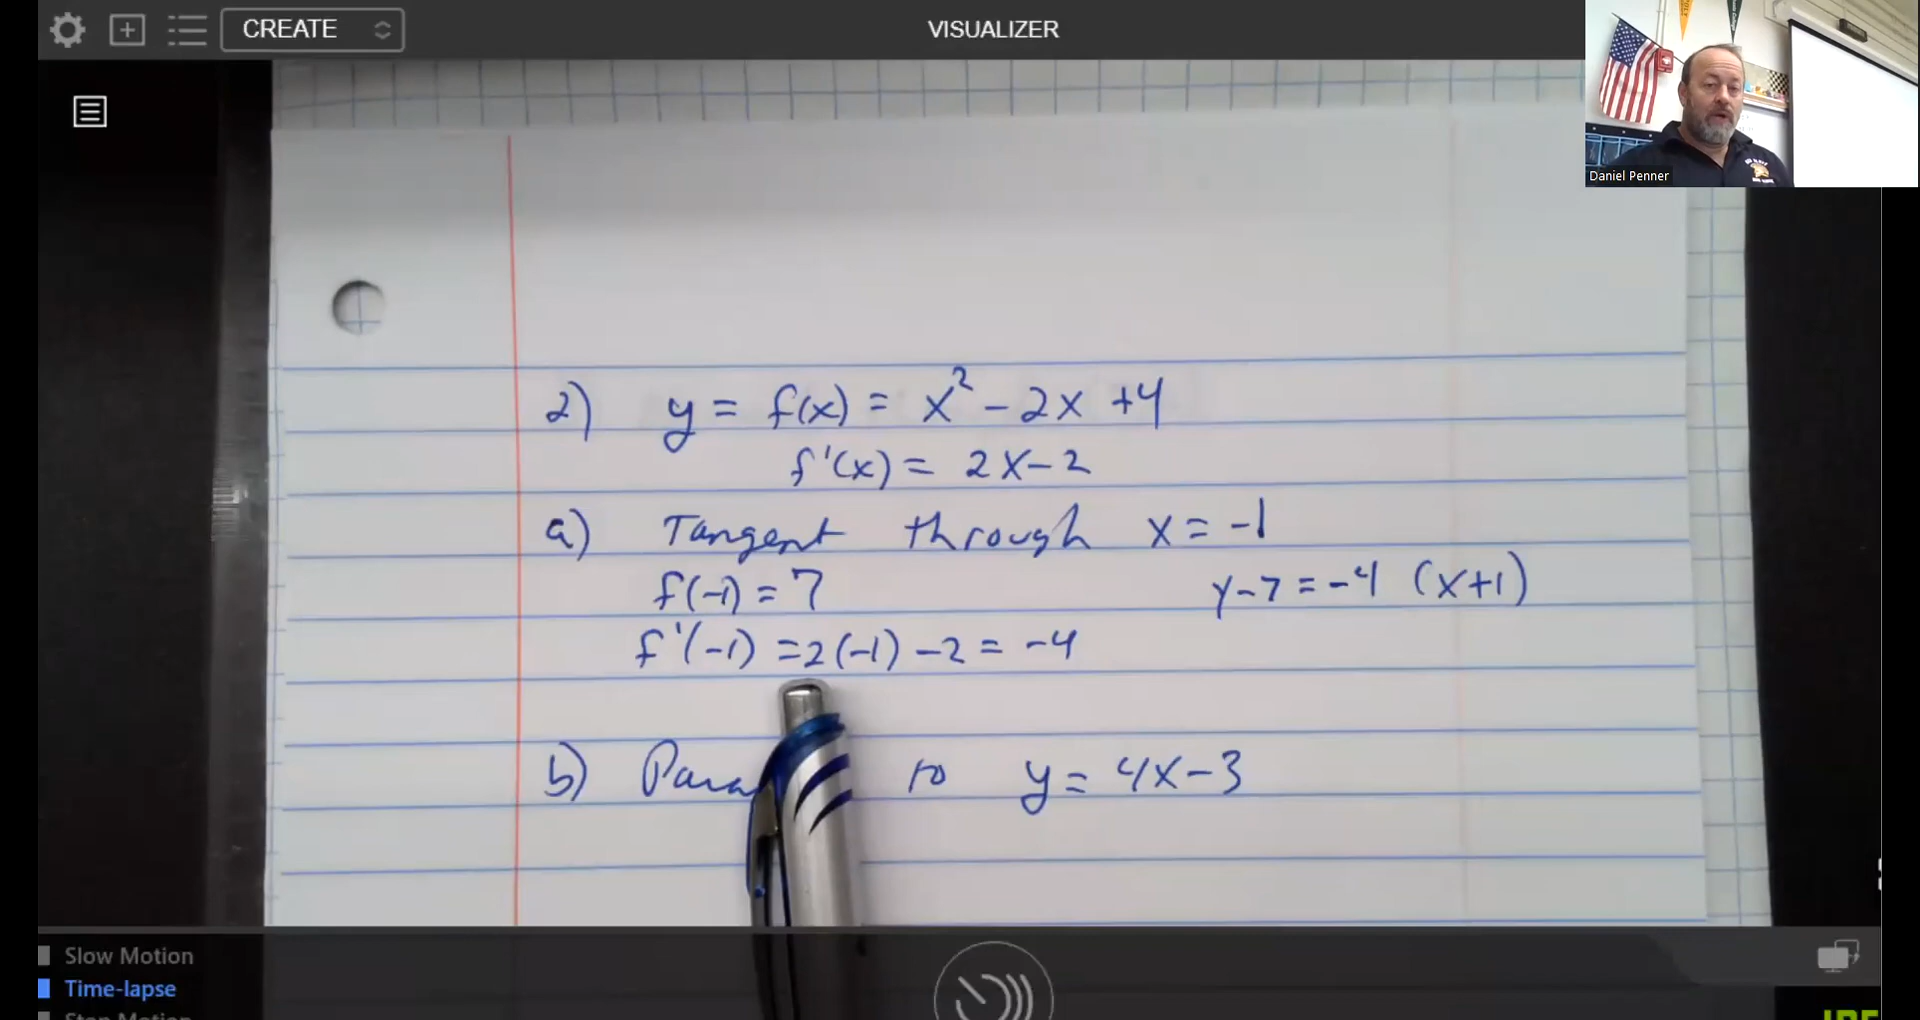 CREATE
VISUALIZER
Daniel Penner
2) y = f(x) = x² - 2x + 4
f'(x) = 2x - 2
a) Tangent through x = -1
f(-1) = 7
y - 7 = -4 (x+1)
f'(-1) = 2(-1) - 2 = -4
b) to y = 4x - 3
Slow Motion
Time-lapse